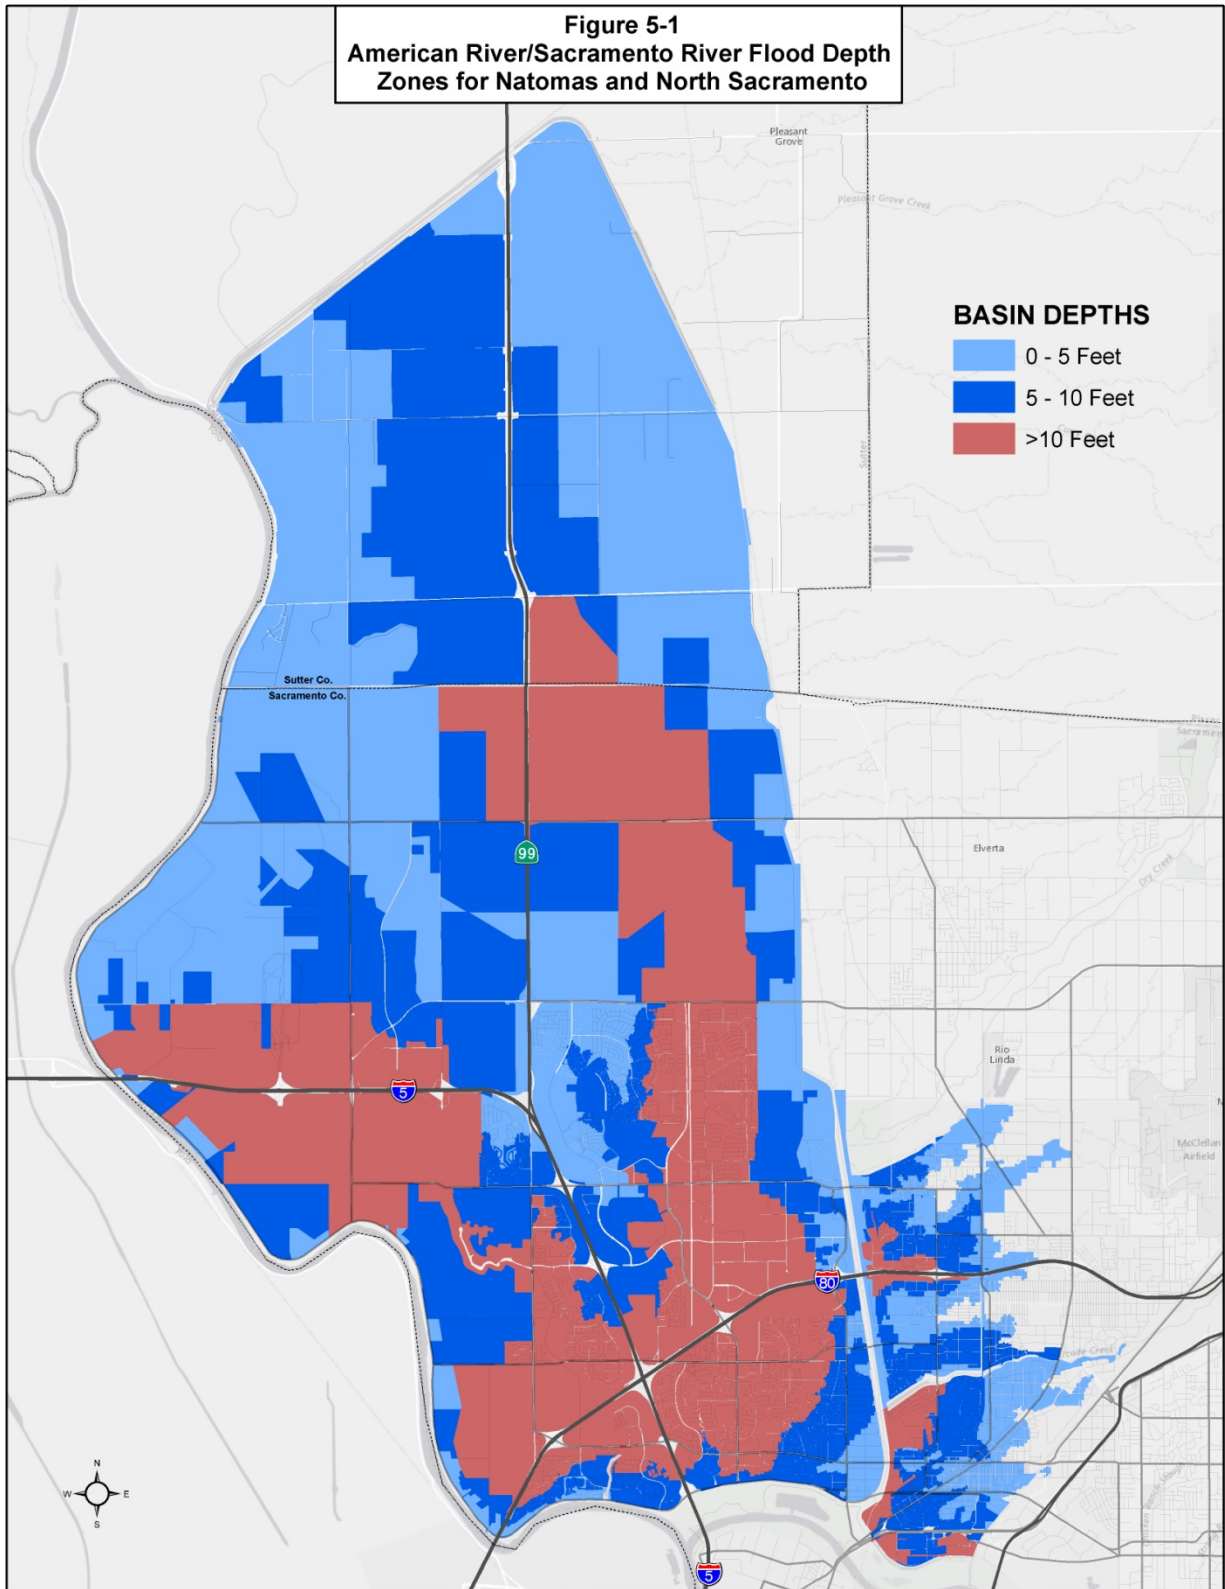 Figure 5-1
American River/Sacramento River Flood Depth
Zones for Natomas and North Sacramento
Pleasant
Grove
Pleasant Grove Creek
BASIN DEPTHS
0 - 5 Feet
5 - 10 Feet
>10 Feet
Sutter
Yolo
Sutter Co.
Sacramento Co.
Sacramen
99
Elverta
Dry Creek
Rio
Linda
5
McClellan
Airfield
80
N
W
E
S
5